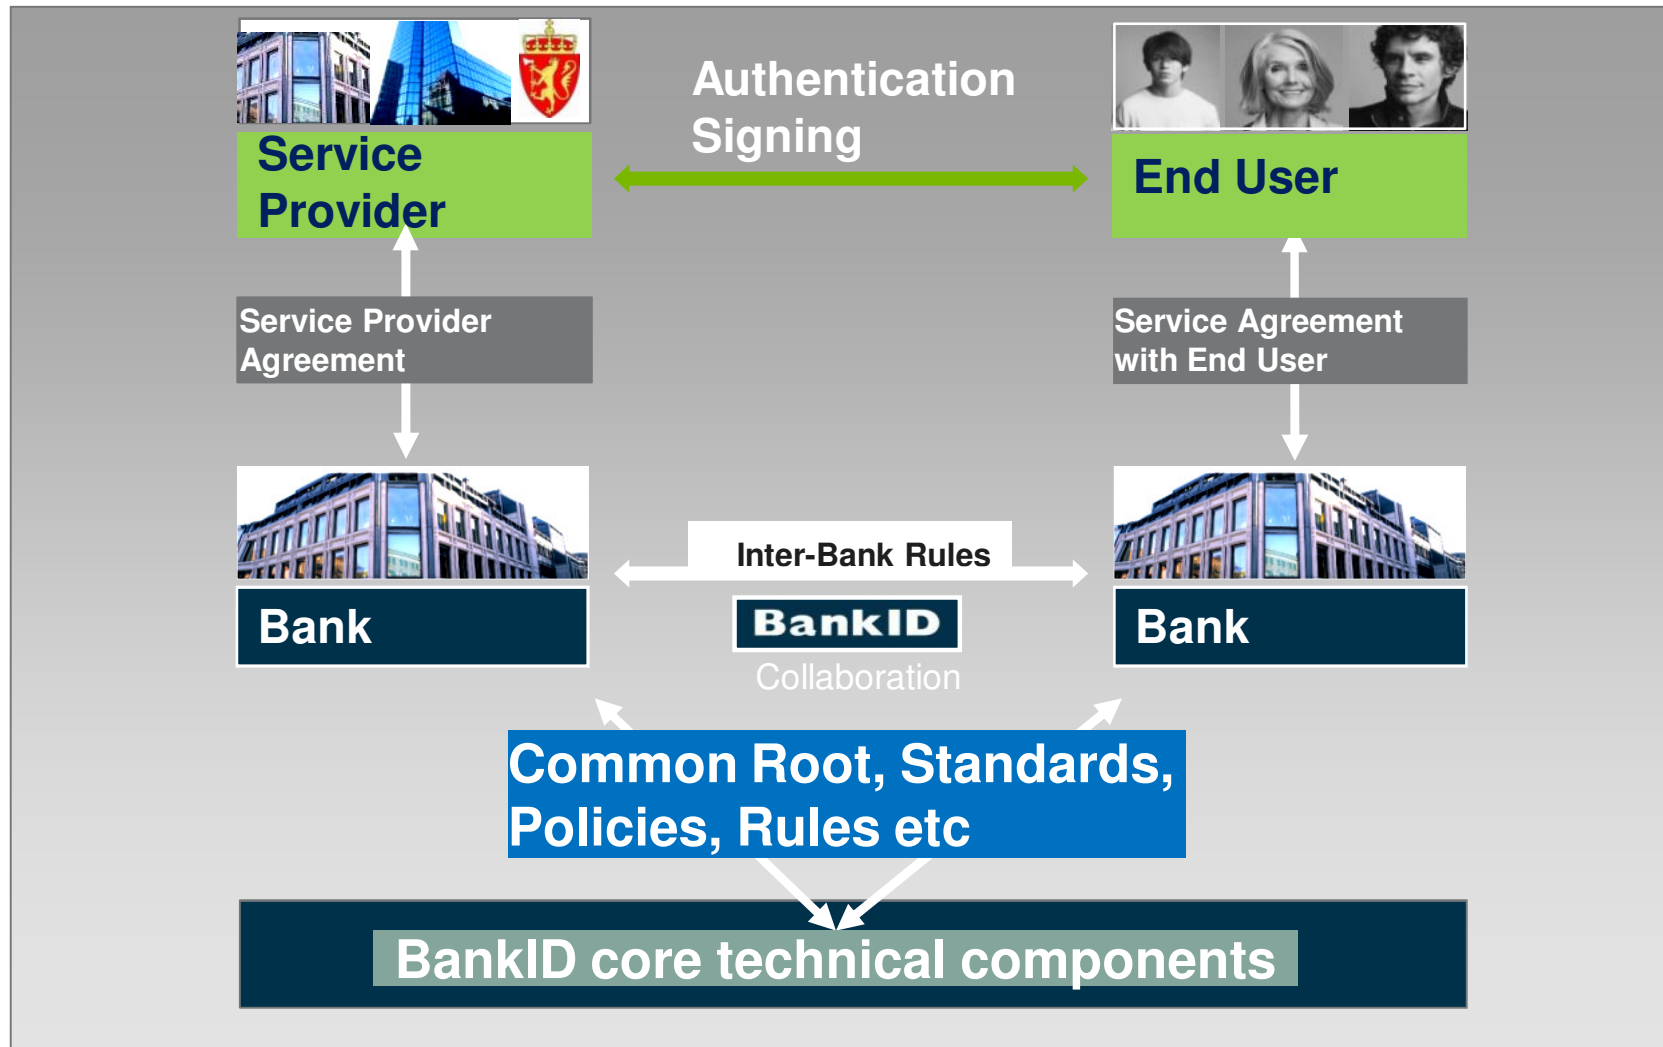 Authentication
Signing
Service
Provider
End User
Service Provider
Agreement
Service Agreement
with End User
Inter-Bank Rules
Bank
BankID
Bank
Collaboration
Common Root, Standards,
Policies, Rules etc
BankID core technical components